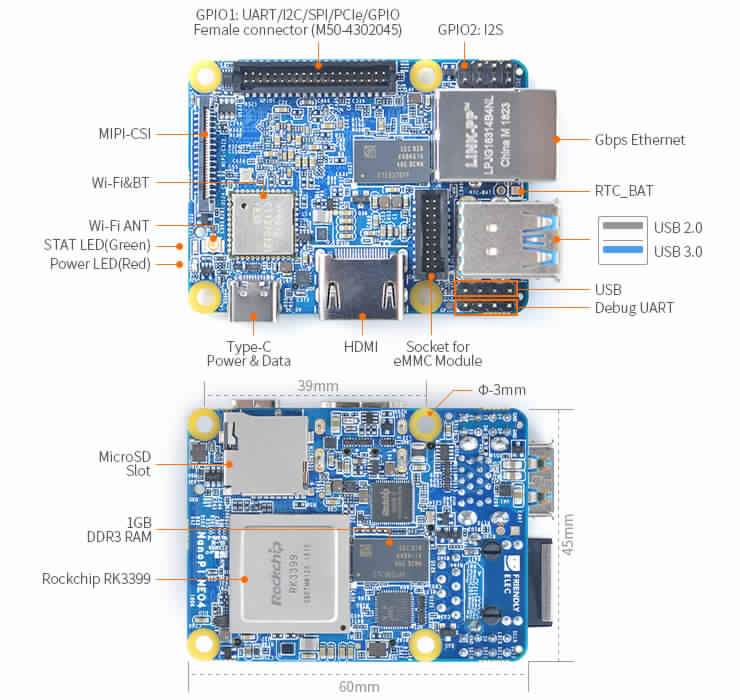 GPIO1: UART/I2C/SPI/PCIe/GPIO
Female connector (M50-4302045)
GPIO2: I2S
MIPI-CSI
Wi-Fi&BT
Wi-Fi ANT
STAT LED(Green)
Power LED(Red)
LINK-PP™
LPJG16314B4NL
China M 1823
Gbps Ethernet
RTC_BAT
USB 2.0
USB 3.0
USB
Debug UART
Type-C
Power & Data
HDMI
Socket for
eMMC Module
39mm
Φ-3mm
MicroSD
Slot
1GB
DDR3 RAM
Rockchip RK3399
Rockchip
RK3399
NanoPi NEO4
FRIENDLY
ELEC
45mm
60mm